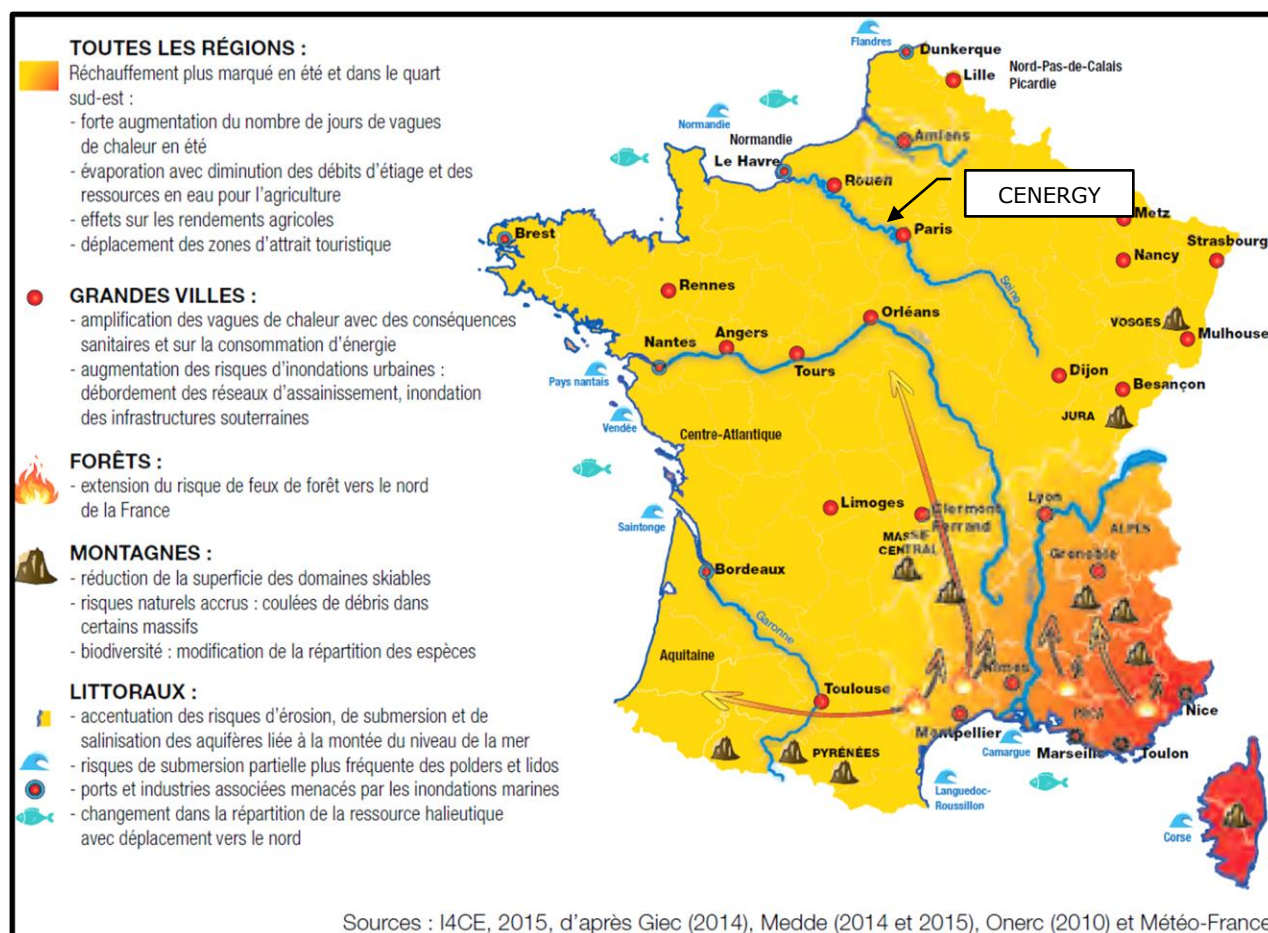 TOUTES LES RÉGIONS :
Réchauffement plus marqué en été et dans le quart
sud-est :
- forte augmentation du nombre de jours de vagues
de chaleur en été
- évaporation avec diminution des débits d'étiage et des
ressources en eau pour l'agriculture
- effets sur les rendements agricoles
- déplacement des zones d'attrait touristique
GRANDES VILLES :
- amplification des vagues de chaleur avec des conséquences
sanitaires et sur la consommation d'énergie
- augmentation des risques d'inondations urbaines :
débordement des réseaux d'assainissement, inondation
des infrastructures souterraines
FORÊTS :
- extension du risque de feux de forêt vers le nord
de la France
MONTAGNES :
- réduction de la superficie des domaines skiables
- risques naturels accrus : coulées de débris dans
certains massifs
- biodiversité : modification de la répartition des espèces
LITTORAUX :
- accentuation des risques d'érosion, de submersion et de
salinisation des aquifères liée à la montée du niveau de la mer
- risques de submersion partielle plus fréquente des polders et lidos
- ports et industries associées menacés par les inondations marines
- changement dans la répartition de la ressource halieutique
avec déplacement vers le nord
Flandres
Dunkerque
Lille
Nord-Pas-de-Calais
Picardie
Normandie
Normandie
Amiens
Le Havre
Rouen
CENERGY
Paris
Metz
Strasbourg
Nancy
Brest
Rennes
Seine
Orléans
VOSGES
Mulhouse
Angers
Nantes
Tours
Pays nantais
Dijon
Besançon
JURA
Vendée
Centre-Atlantique
Limoges
Clermont
Ferrand
Lyon
ALPES
Saintonge
MASSIF
CENTRAL
Grenoble
Bordeaux
Garonne
Aquitaine
Toulouse
Nîmes
Nice
PACA
Montpellier
Camargue
Marseille
Toulon
PYRÉNÉES
Languedoc-
Roussillon
Corse
Sources : I4CE, 2015, d'après Giec (2014), Medde (2014 et 2015), Onerc (2010) et Météo-France